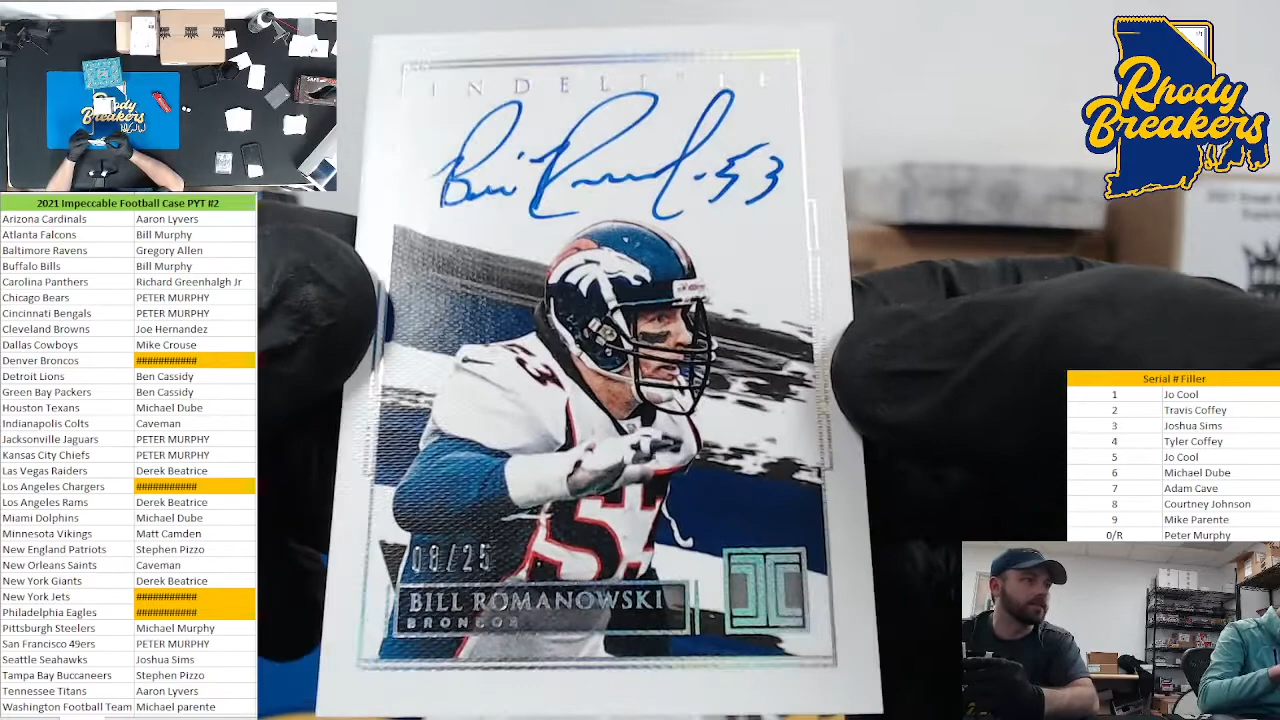 INDELIBLE
Bill Romanowski 53
53
53
08/25
BILL ROMANOWSKI
BRONCOS
Rhody
Breakers
Rhody
Breakers
2021 Impeccable Football Case PYT #2
Arizona Cardinals Aaron Lyvers
Atlanta Falcons Bill Murphy
Baltimore Ravens Gregory Allen
Buffalo Bills Bill Murphy
Carolina Panthers Richard Greenhalgh Jr
Chicago Bears PETER MURPHY
Cincinnati Bengals PETER MURPHY
Cleveland Browns Joe Hernandez
Dallas Cowboys Mike Crouse
Denver Broncos ###########
Detroit Lions Ben Cassidy
Green Bay Packers Ben Cassidy
Houston Texans Michael Dube
Indianapolis Colts Caveman
Jacksonville Jaguars PETER MURPHY
Kansas City Chiefs PETER MURPHY
Las Vegas Raiders Derek Beatrice
Los Angeles Chargers ###########
Los Angeles Rams Derek Beatrice
Miami Dolphins Michael Dube
Minnesota Vikings Matt Camden
New England Patriots Stephen Pizzo
New Orleans Saints Caveman
New York Giants Derek Beatrice
New York Jets ###########
Philadelphia Eagles ###########
Pittsburgh Steelers Michael Murphy
San Francisco 49ers PETER MURPHY
Seattle Seahawks Joshua Sims
Tampa Bay Buccaneers Stephen Pizzo
Tennessee Titans Aaron Lyvers
Washington Football Team Michael parente
Serial # Filler
1 Jo Cool
2 Travis Coffey
3 Joshua Sims
4 Tyler Coffey
5 Jo Cool
6 Michael Dube
7 Adam Cave
8 Courtney Johnson
9 Mike Parente
0/R Peter Murphy